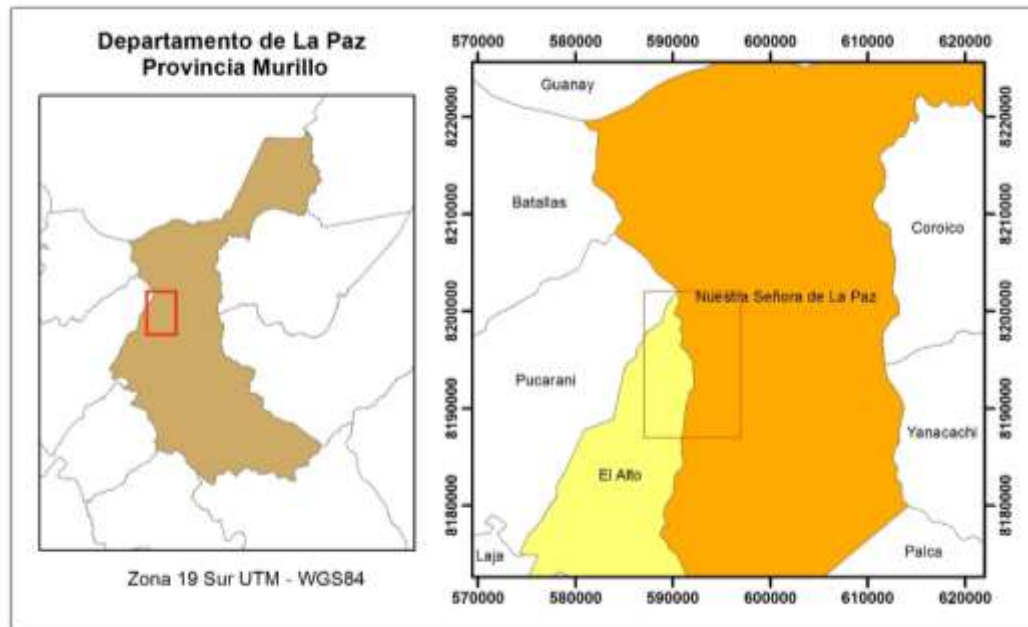 Departamento de La Paz
Provincia Murillo
Zona 19 Sur UTM - WGS84
570000 580000 590000 600000 610000 620000
8220000
8210000
8200000
8190000
8180000
Guanay
Batallas
Coroico
Nuestra Señora de La Paz
Pucarani
Yanacachi
El Alto
Laja
Palca
8220000
8210000
8200000
8190000
8180000
570000 580000 590000 600000 610000 620000